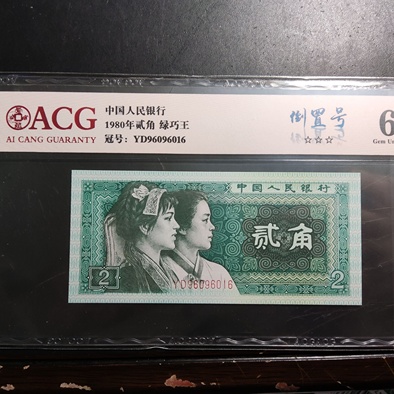 ACG
AI CANG GUARANTY
中国人民银行
1980年贰角 绿巧王
冠号: YD96096016
倒置号
☆☆☆
6
Gem Un
中国人民银行
贰角
2
2
YD96096016